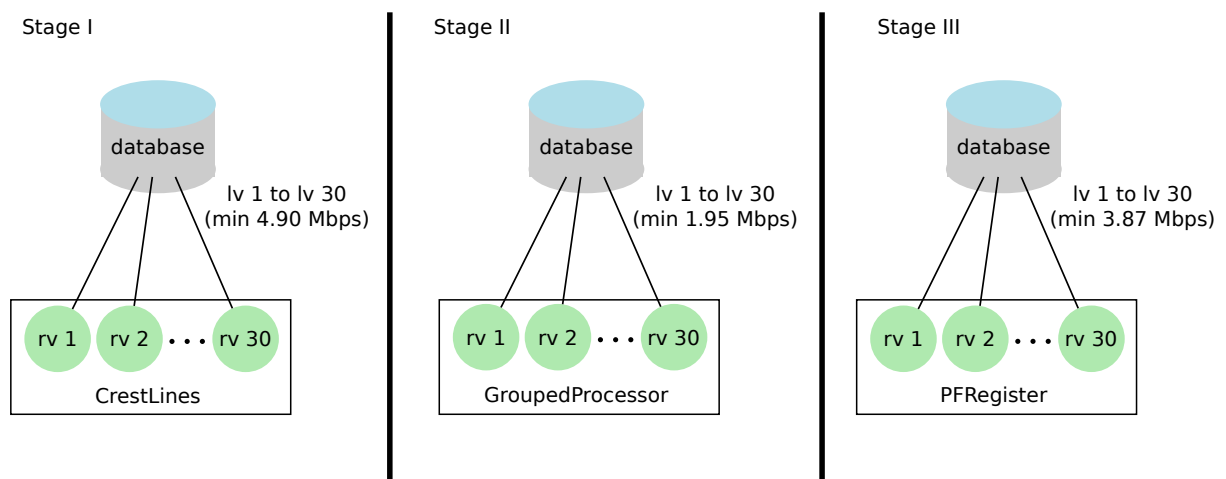 Stage I
database
lv 1 to lv 30
(min 4.90 Mbps)
rv 1
rv 2
...
rv 30
CrestLines
Stage II
database
lv 1 to lv 30
(min 1.95 Mbps)
rv 1
rv 2
...
rv 30
GroupedProcessor
Stage III
database
lv 1 to lv 30
(min 3.87 Mbps)
rv 1
rv 2
...
rv 30
PFRegister